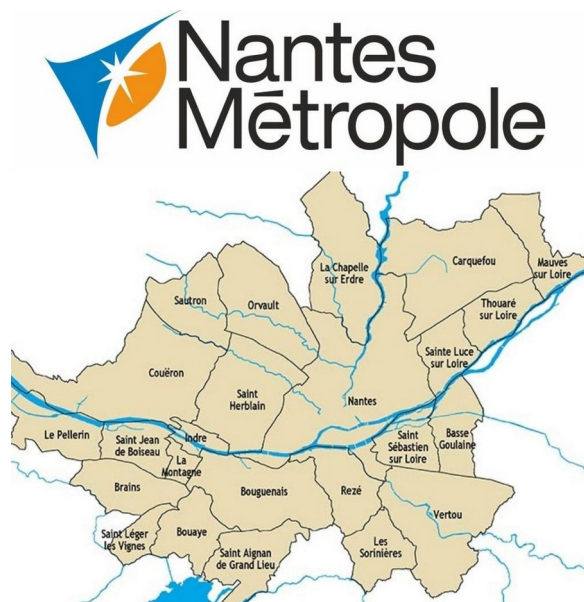 Nantes
Métropole
La Chapelle
sur Erdre
Carquefou
Mauves
sur Loire
Sautron
Orvault
Thouaré
sur Loire
Sainte Luce
sur Loire
Couëron
Saint
Herblain
Nantes
Le Pellerin
Saint Jean
de Boiseau
Indre
La
Montagne
Saint
Sébastien
sur Loire
Basse
Goulaine
Brains
Bouguenais
Rezé
Vertou
Saint Léger
les Vignes
Bouaye
Saint Aignan
de Grand Lieu
Les
Sorinières